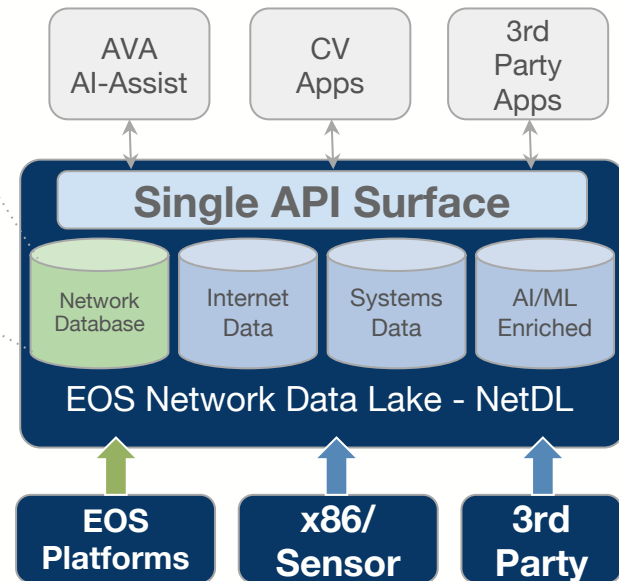 AVA
AI-Assist
CV
Apps
3rd
Party
Apps
Single API Surface
Network
Database
Internet
Data
Systems
Data
AI/ML
Enriched
EOS Network Data Lake - NetDL
EOS
Platforms
x86/
Sensor
3rd
Party